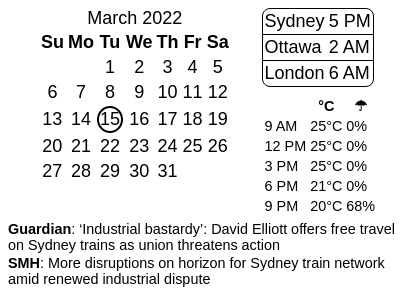 March 2022
Su Mo Tu We Th Fr Sa
1 2 3 4 5
6 7 8 9 10 11 12
13 14 15 16 17 18 19
20 21 22 23 24 25 26
27 28 29 30 31
Sydney 5 PM
Ottawa 2 AM
London 6 AM
°C ☂
9 AM 25°C 0%
12 PM 25°C 0%
3 PM 25°C 0%
6 PM 21°C 0%
9 PM 20°C 68%
Guardian: ‘Industrial bastardy’: David Elliott offers free travel
on Sydney trains as union threatens action
SMH: More disruptions on horizon for Sydney train network
amid renewed industrial dispute